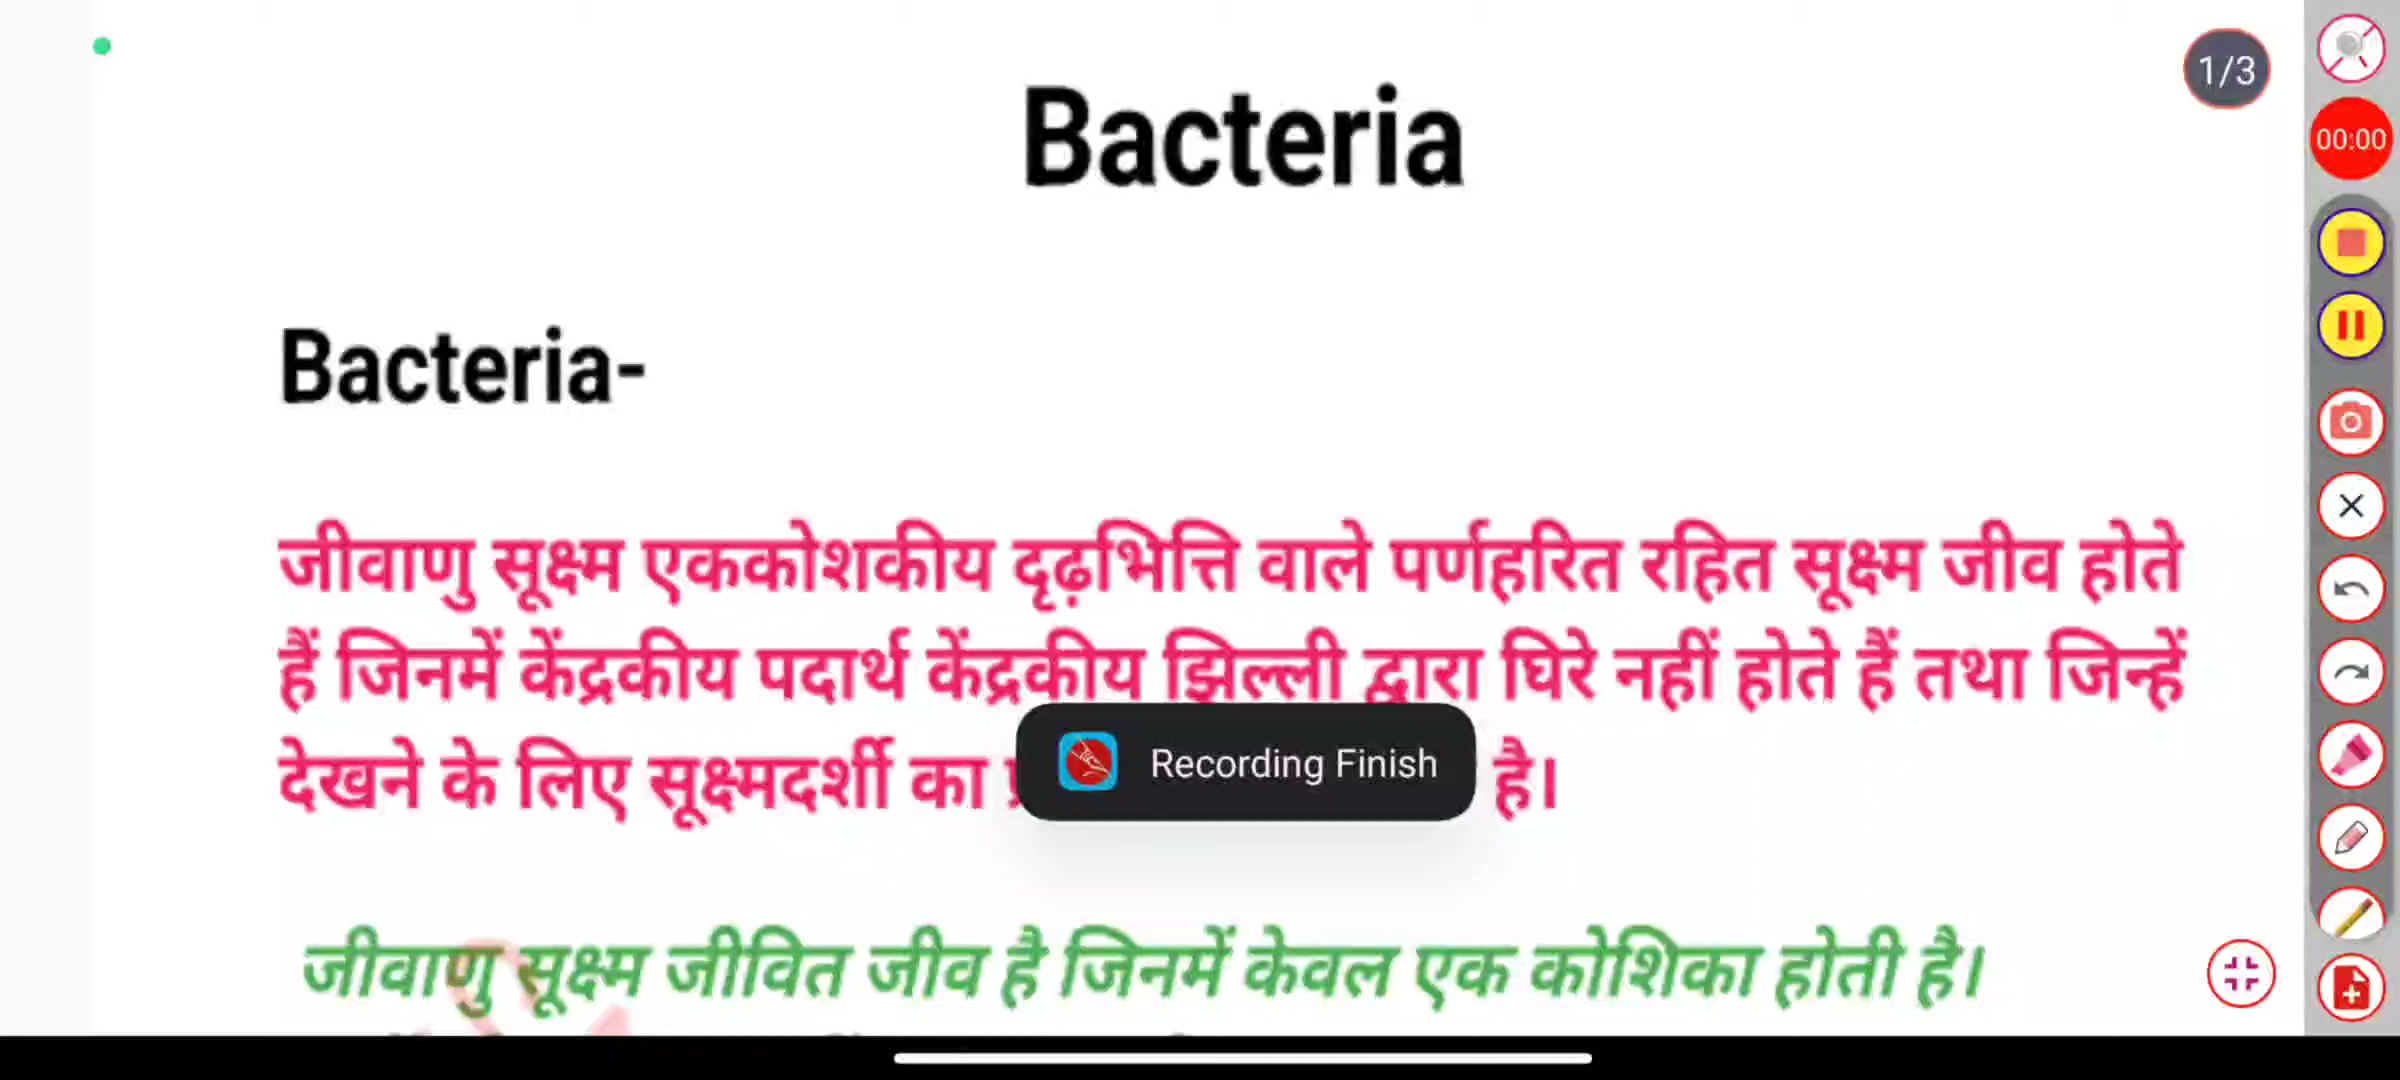 Bacteria
1/3
00:00
Bacteria-
जीवाणु सूक्ष्म एककोशकीय दृढ़भित्ति वाले पर्णहरित रहित सूक्ष्म जीव होते
हैं जिनमें केंद्रकीय पदार्थ केंद्रकीय झिल्ली द्वारा घिरे नहीं होते हैं तथा जिन्हें
देखने के लिए सूक्ष्मदर्शी का है।
Recording Finish
जीवाणु सूक्ष्म जीवित जीव है जिनमें केवल एक कोशिका होती है।